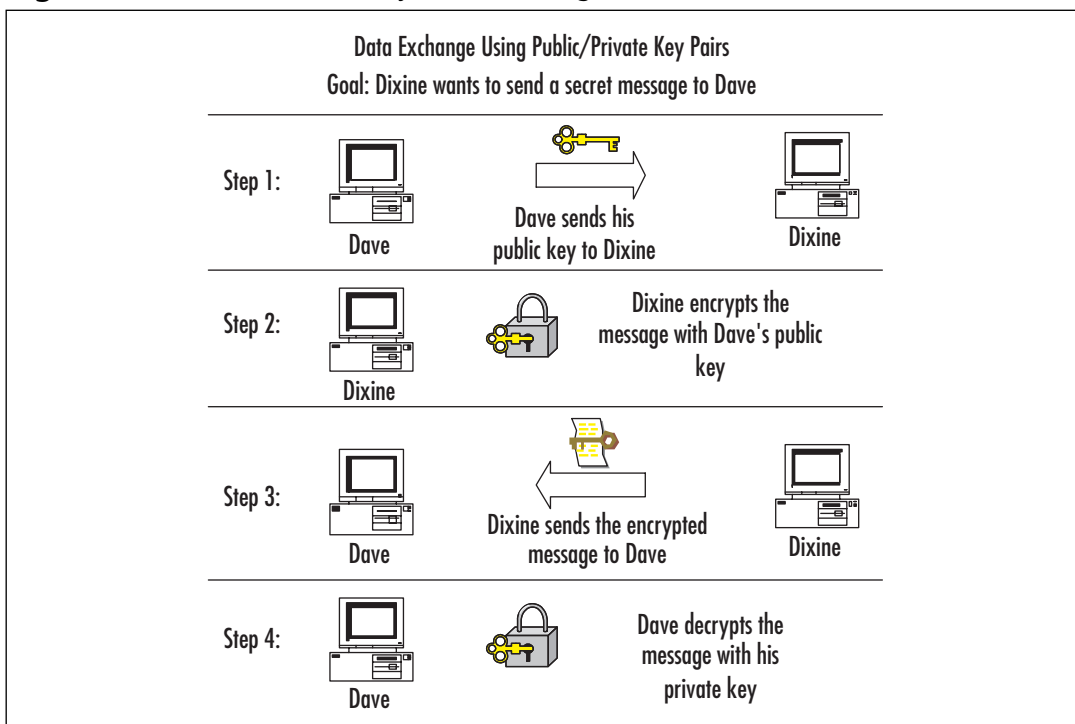 Data Exchange Using Public/Private Key Pairs
Goal: Dixine wants to send a secret message to Dave
Step 1:
Dave
Dave sends his
public key to Dixine
Dixine
Step 2:
Dixine
Dixine encrypts the
message with Dave's public
key
Step 3:
Dave
Dixine sends the encrypted
message to Dave
Dixine
Step 4:
Dave
Dave decrypts the
message with his
private key